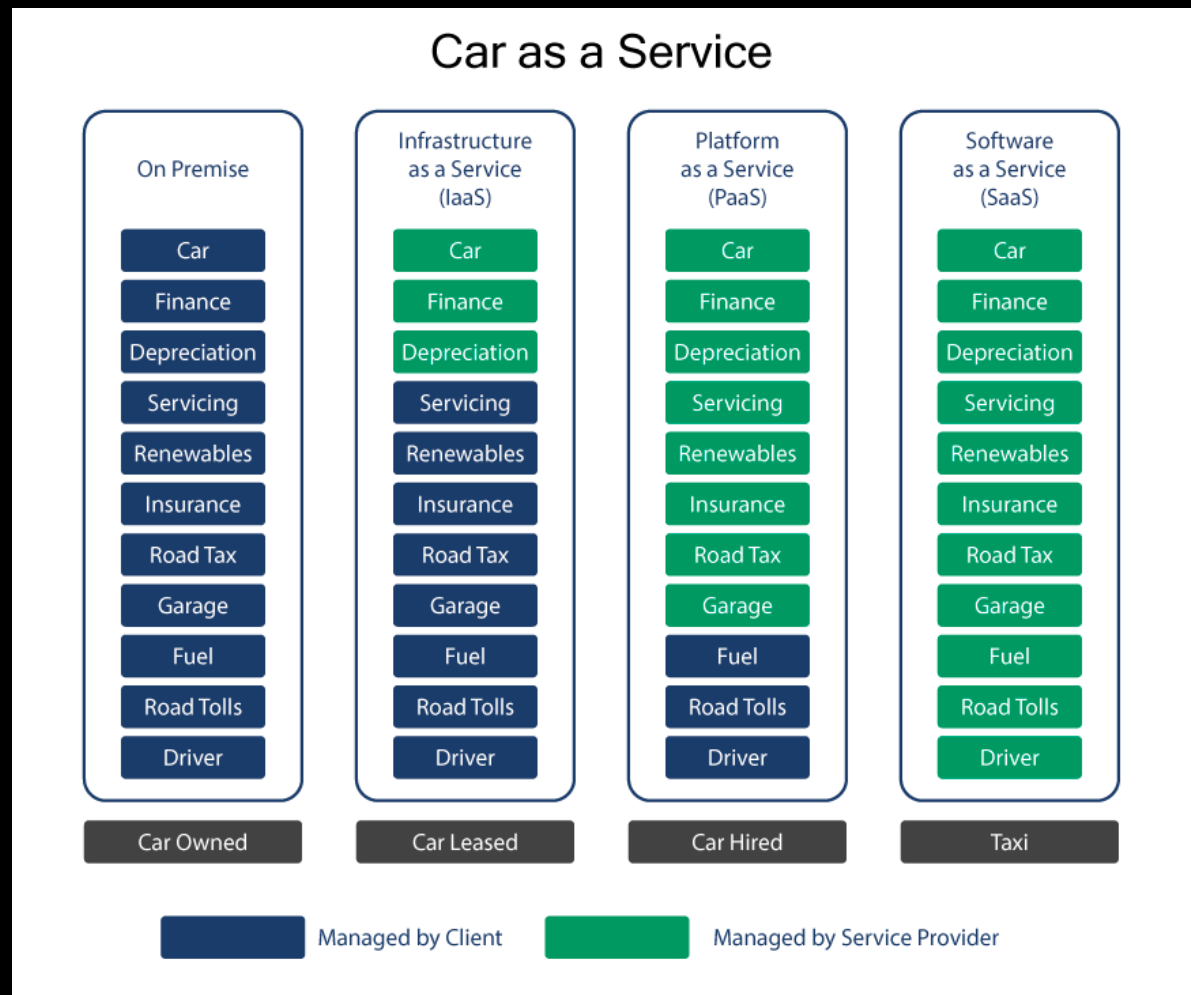 Car as a Service
On Premise
Car
Finance
Depreciation
Servicing
Renewables
Insurance
Road Tax
Garage
Fuel
Road Tolls
Driver
Car Owned
Infrastructure
as a Service
(IaaS)
Car
Finance
Depreciation
Servicing
Renewables
Insurance
Road Tax
Garage
Fuel
Road Tolls
Driver
Car Leased
Platform
as a Service
(PaaS)
Car
Finance
Depreciation
Servicing
Renewables
Insurance
Road Tax
Garage
Fuel
Road Tolls
Driver
Car Hired
Software
as a Service
(SaaS)
Car
Finance
Depreciation
Servicing
Renewables
Insurance
Road Tax
Garage
Fuel
Road Tolls
Driver
Taxi
Managed by Client
Managed by Service Provider